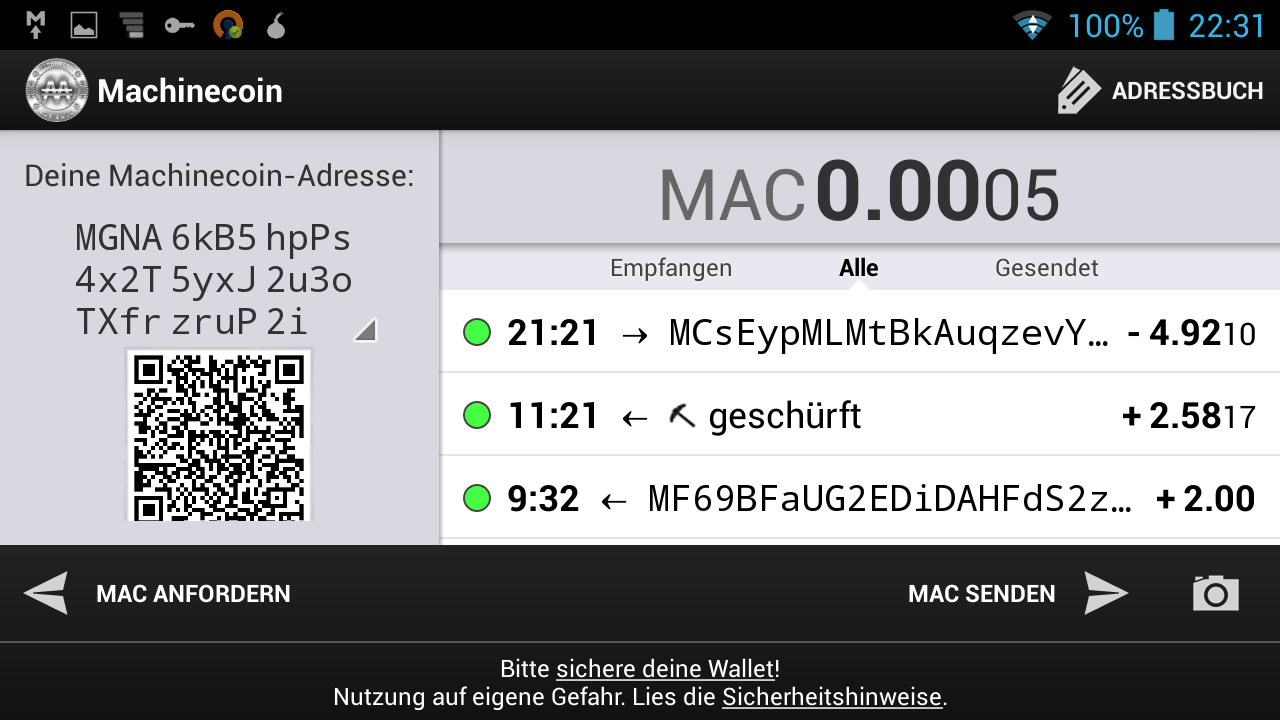 100% 22:31
Machinecoin
ADRESSBUCH
Deine Machinecoin-Adresse:
MGNA 6kB5 hpPs
4x2T 5yxJ 2u3o
TXfr zruP 2i
MAC 0.0005
Empfangen Alle Gesendet
21:21 → MCsEypMLMtBkAuqzevY… - 4.9210
11:21 ← geschürft + 2.5817
9:32 ← MF69BFaUG2EDiDAHFdS2z… + 2.00
MAC ANFORDERN
MAC SENDEN
Bitte sichere deine Wallet!
Nutzung auf eigene Gefahr. Lies die Sicherheitshinweise.